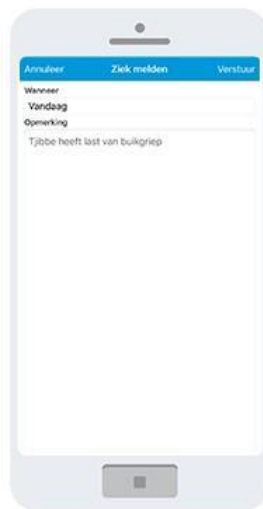 Annuleer Ziek melden Verstuur
Wanneer
Vandaag
Opmerking
Tjibbe heeft last van buikgriep